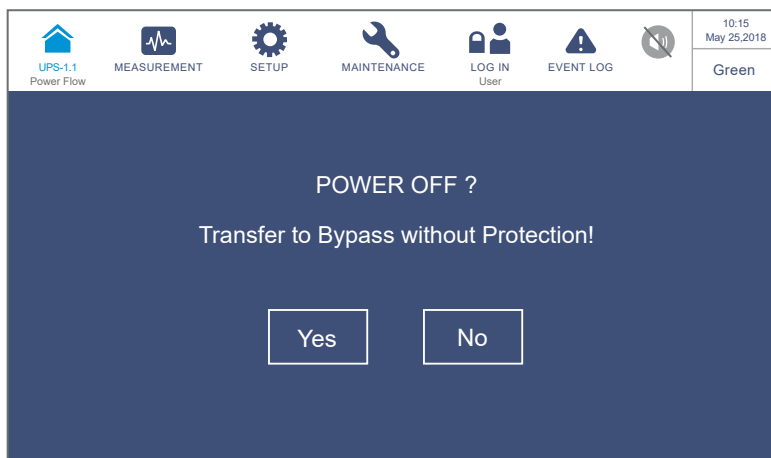 UPS-1.1
Power Flow
MEASUREMENT
SETUP
MAINTENANCE
LOG IN
User
EVENT LOG
10:15
May 25,2018
Green
POWER OFF ?
Transfer to Bypass without Protection!
Yes
No